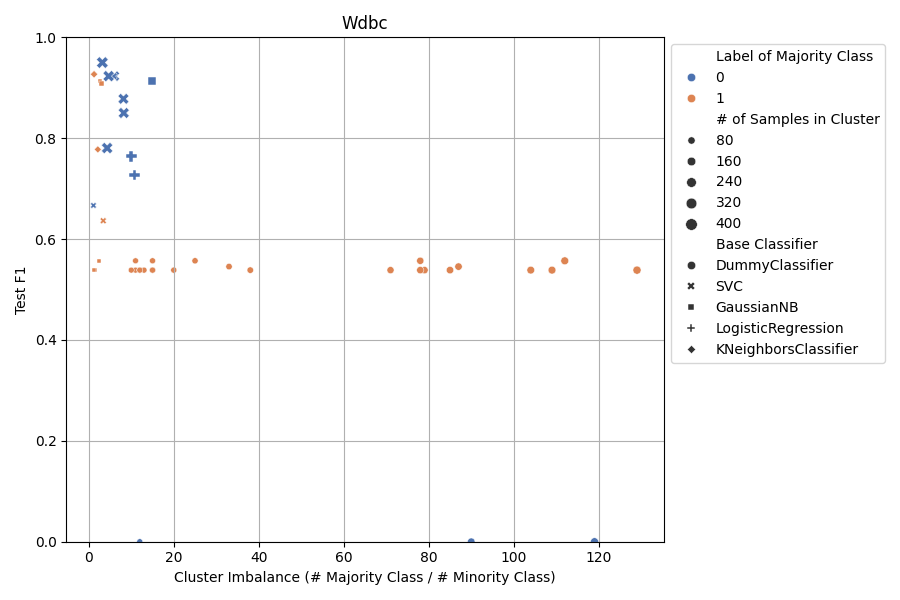 Wdbc
1.0
0.8
0.6
0.4
0.2
0.0
Test F1
0
20
40
60
80
100
120
Cluster Imbalance (# Majority Class / # Minority Class)
Label of Majority Class
0
1
# of Samples in Cluster
80
160
240
320
400
Base Classifier
DummyClassifier
SVC
GaussianNB
LogisticRegression
KNeighborsClassifier